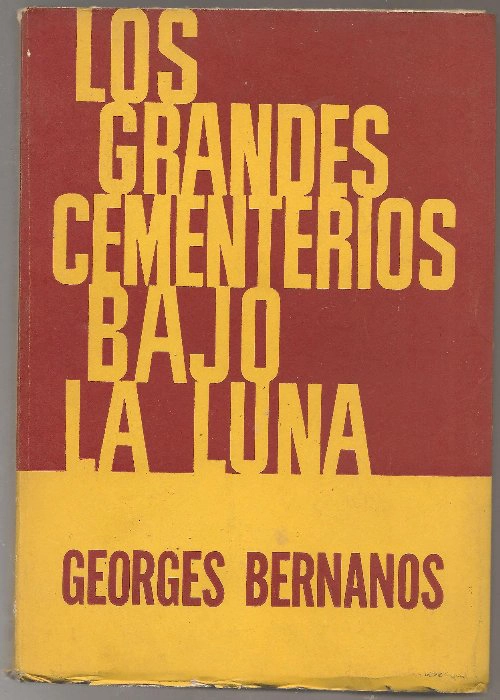 LOS
GRANDES
CEMENTERIOS
BAJO
LA LUNA
GEORGES BERNANOS